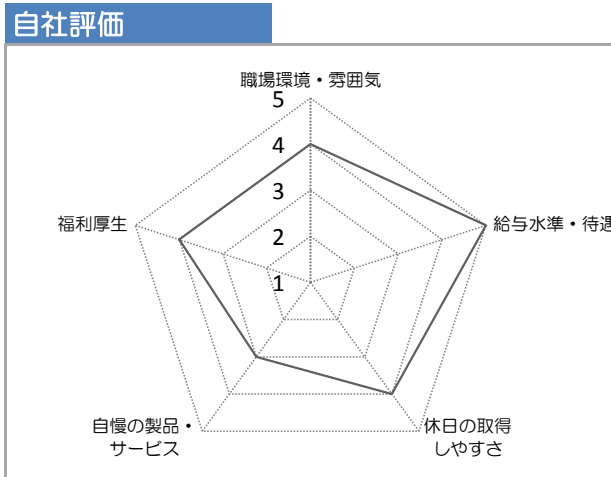 自社評価
職場環境・雰囲気
5
4
3
2
1
給与水準・待遇
福利厚生
自慢の製品・
サービス
休日の取得
しやすさ